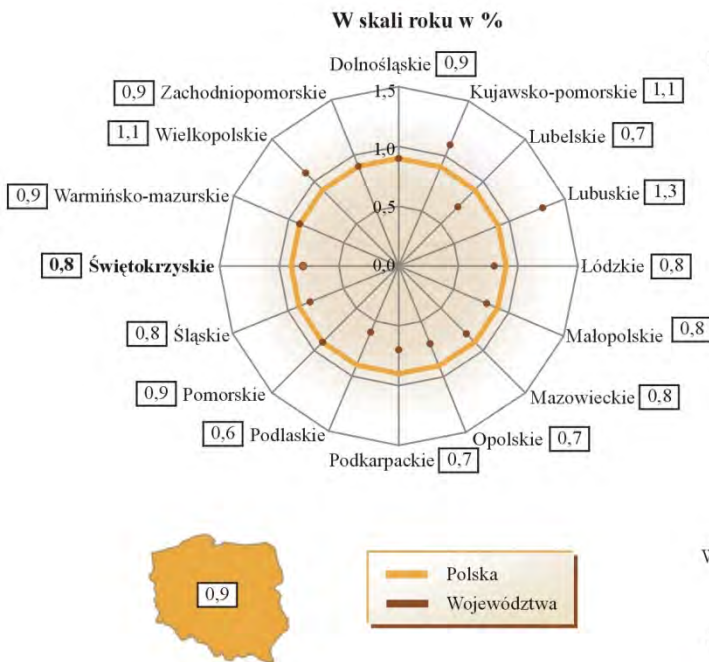 W skali roku w %
Dolnośląskie 0,9
0,9 Zachodniopomorskie
1,5
Kujawsko-pomorskie 1,1
1,1 Wielkopolskie
1,0
Lubelskie 0,7
0,9 Warmińsko-mazurskie
0,5
Lubuskie 1,3
0,8 Świętokrzyskie
0,0
Łódzkie 0,8
0,8 Śląskie
Małopolskie 0,8
0,9 Pomorskie
Mazowieckie 0,8
0,6 Podlaskie
Opolskie 0,7
Podkarpackie 0,7
W
0,9
Polska
Województwa